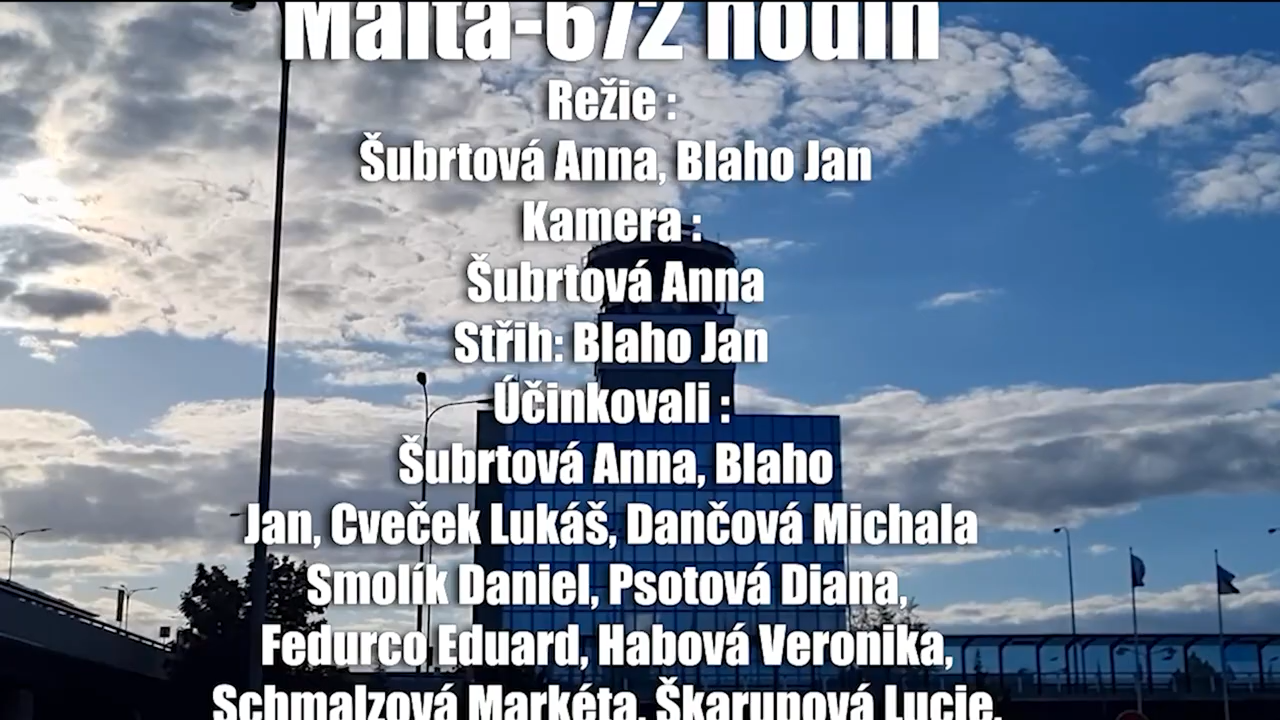 Malta-672 hodin
Režie :
Šubrtová Anna, Blaho Jan
Kamera :
Šubrtová Anna
Střih: Blaho Jan
Účinkovali :
Šubrtová Anna, Blaho
Jan, Cveček Lukáš, Dančová Michala
Smolík Daniel, Psotová Diana,
Fedurco Eduard, Habová Veronika,
Schmalzová Markéta, Škarupová Lucie,